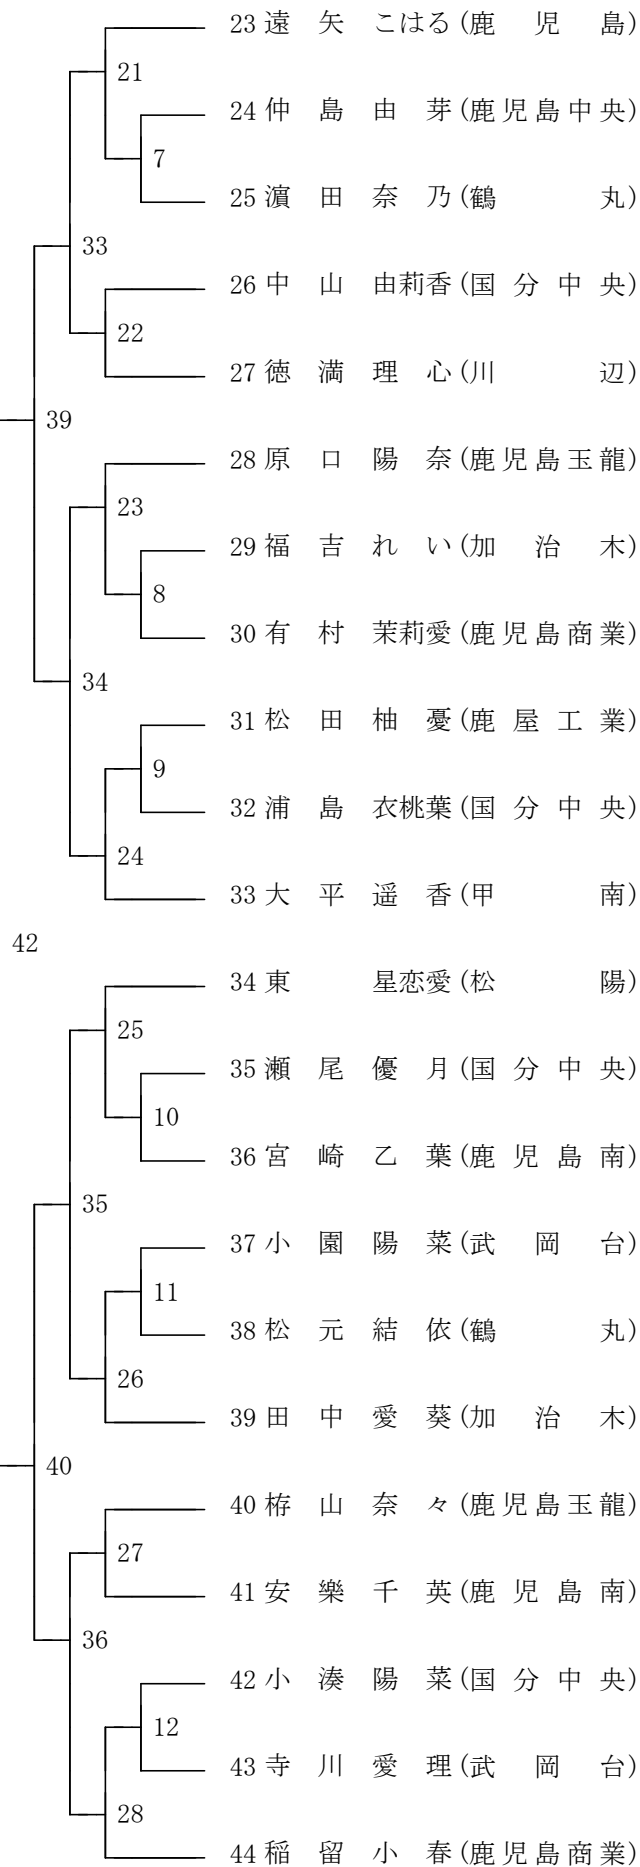 23 遠矢 こはる (鹿児島)
21
24 仲島由芽 (鹿児島中央)
7
25 濵田奈乃 (鶴丸)
33
26 中山 由莉香 (国分中央)
22
27 徳満理心 (川辺)
39
28 原口陽奈 (鹿児島玉龍)
23
29 福吉れい (加治木)
8
30 有村 茉莉愛 (鹿児島商業)
34
31 松田柚憂 (鹿屋工業)
9
32 浦島 衣桃葉 (国分中央)
24
33 大平遥香 (甲南)
42
34 東 星恋愛 (松陽)
25
35 瀬尾優月 (国分中央)
10
36 宮崎乙葉 (鹿児島南)
35
37 小園陽菜 (武岡台)
11
38 松元結依 (鶴丸)
26
39 田中愛葵 (加治木)
40
40 栫山奈々 (鹿児島玉龍)
27
41 安樂千英 (鹿児島南)
36
42 小湊陽菜 (国分中央)
12
43 寺川愛理 (武岡台)
28
44 稲留小春 (鹿児島商業)